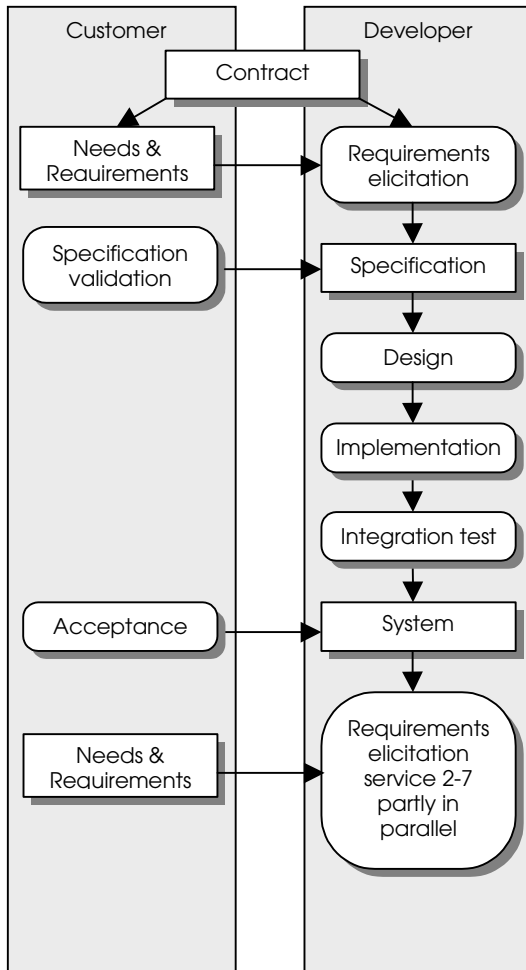 Customer
Developer
Contract
Needs &
Reauirements
Requirements
elicitation
Specification
validation
Specification
Design
Implementation
Integration test
Acceptance
System
Needs &
Requirements
Requirements
elicitation
service 2-7
partly in
parallel